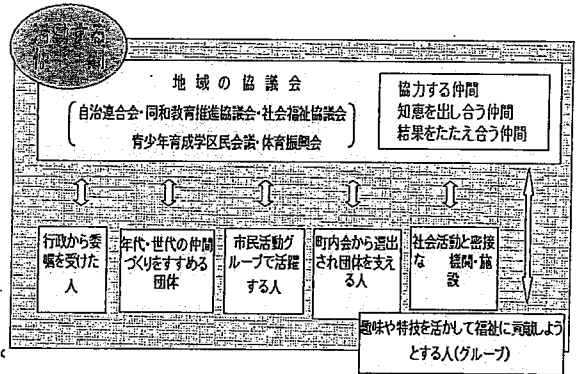 地域の協議会
自治連合会・同和教育推進協議会・社会福祉協議会
青少年育成学区民会議・体育振興会
協力する仲間
知恵を出し合う仲間
結果をたたえ合う仲間
行政から委
嘱を受けた
人
年代・世代の仲間
づくりをすすめる
団体
市民活動グ
ループで活躍
する人
町内会から選出
され団体を支え
る人
社会活動と密接
な 機関・施
設
趣味や特技を活かして福祉に貢献しよう
とする人(グループ)